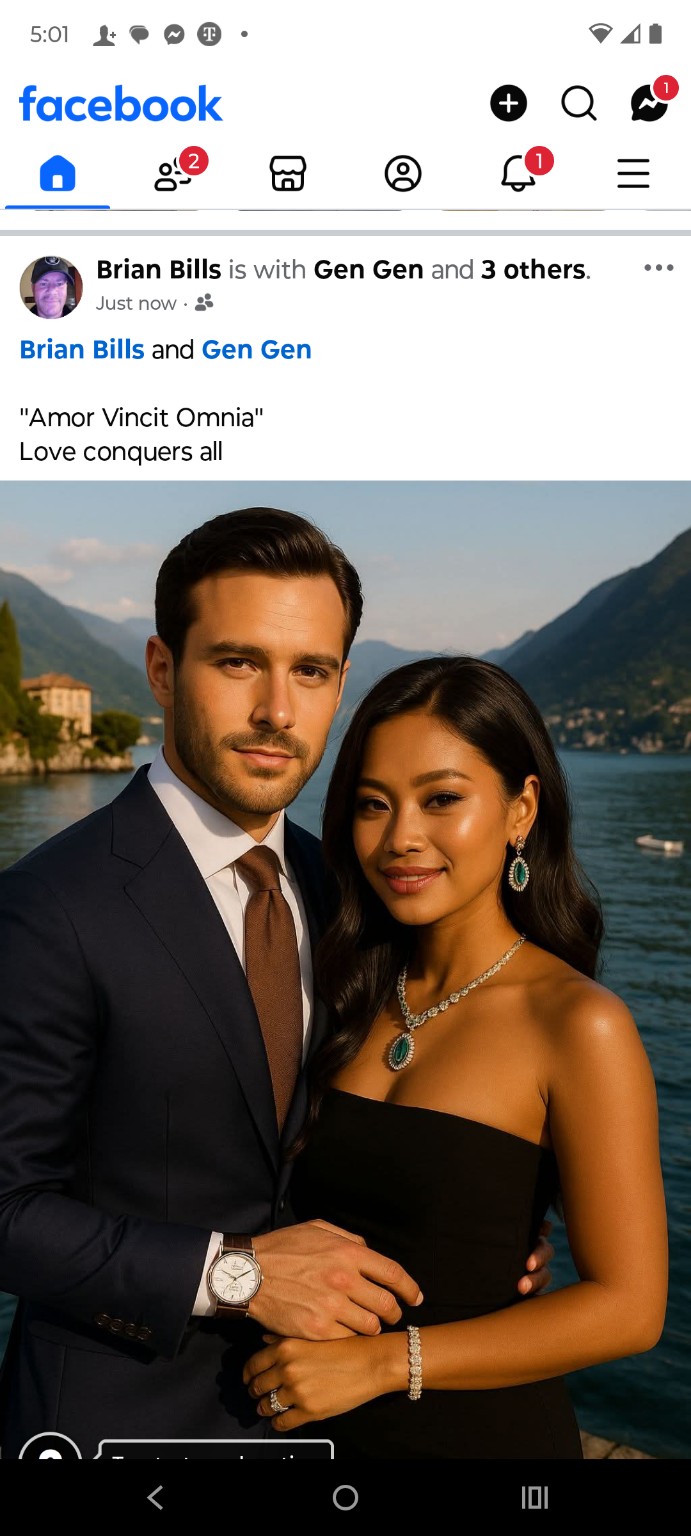 5:01
facebook
1
2
1
Brian Bills is with Gen Gen and 3 others.
Just now ·
Brian Bills and Gen Gen
"Amor Vincit Omnia"
Love conquers all